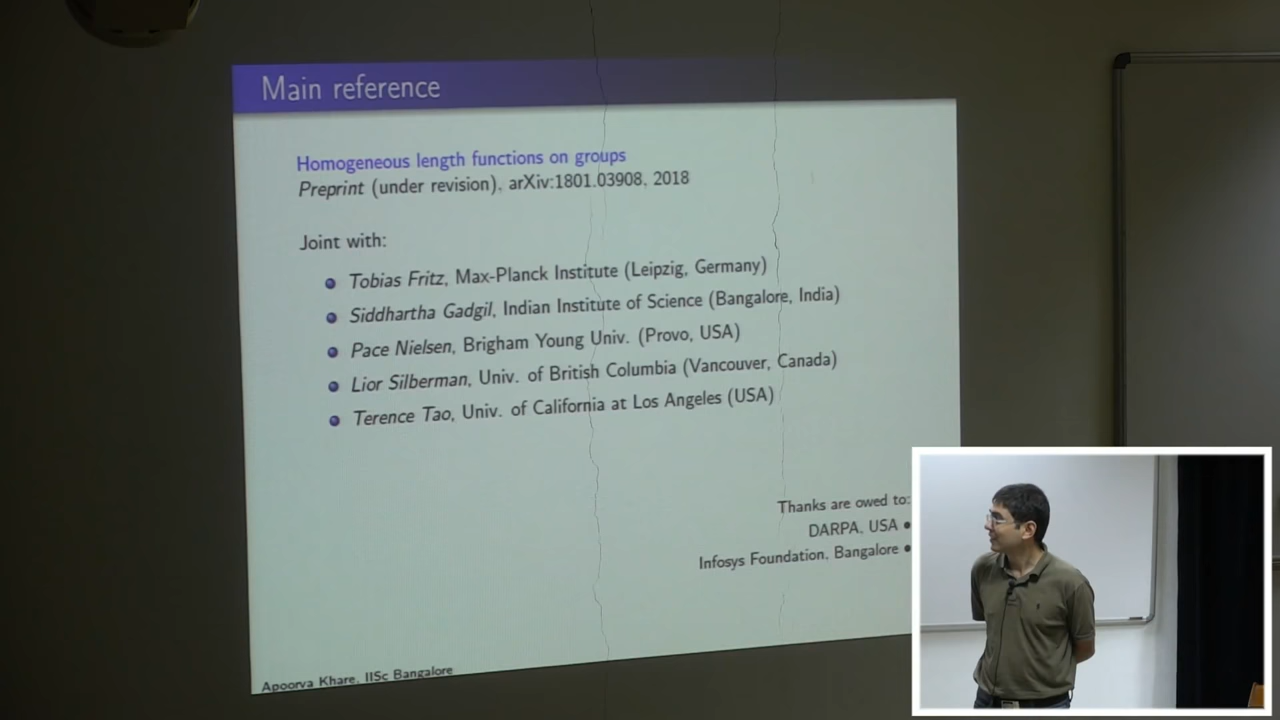 Main reference
Homogeneous length functions on groups
Preprint (under revision), arXiv:1801.03908, 2018
Joint with:
Tobias Fritz, Max-Planck Institute (Leipzig, Germany)
Siddhartha Gadgil, Indian Institute of Science (Bangalore, India)
Pace Nielsen, Brigham Young Univ. (Provo, USA)
Lior Silberman, Univ. of British Columbia (Vancouver, Canada)
Terence Tao, Univ. of California at Los Angeles (USA)
Thanks are owed to:
DARPA, USA
Infosys Foundation, Bangalore
Apoorva Khare, IISc Bangalore